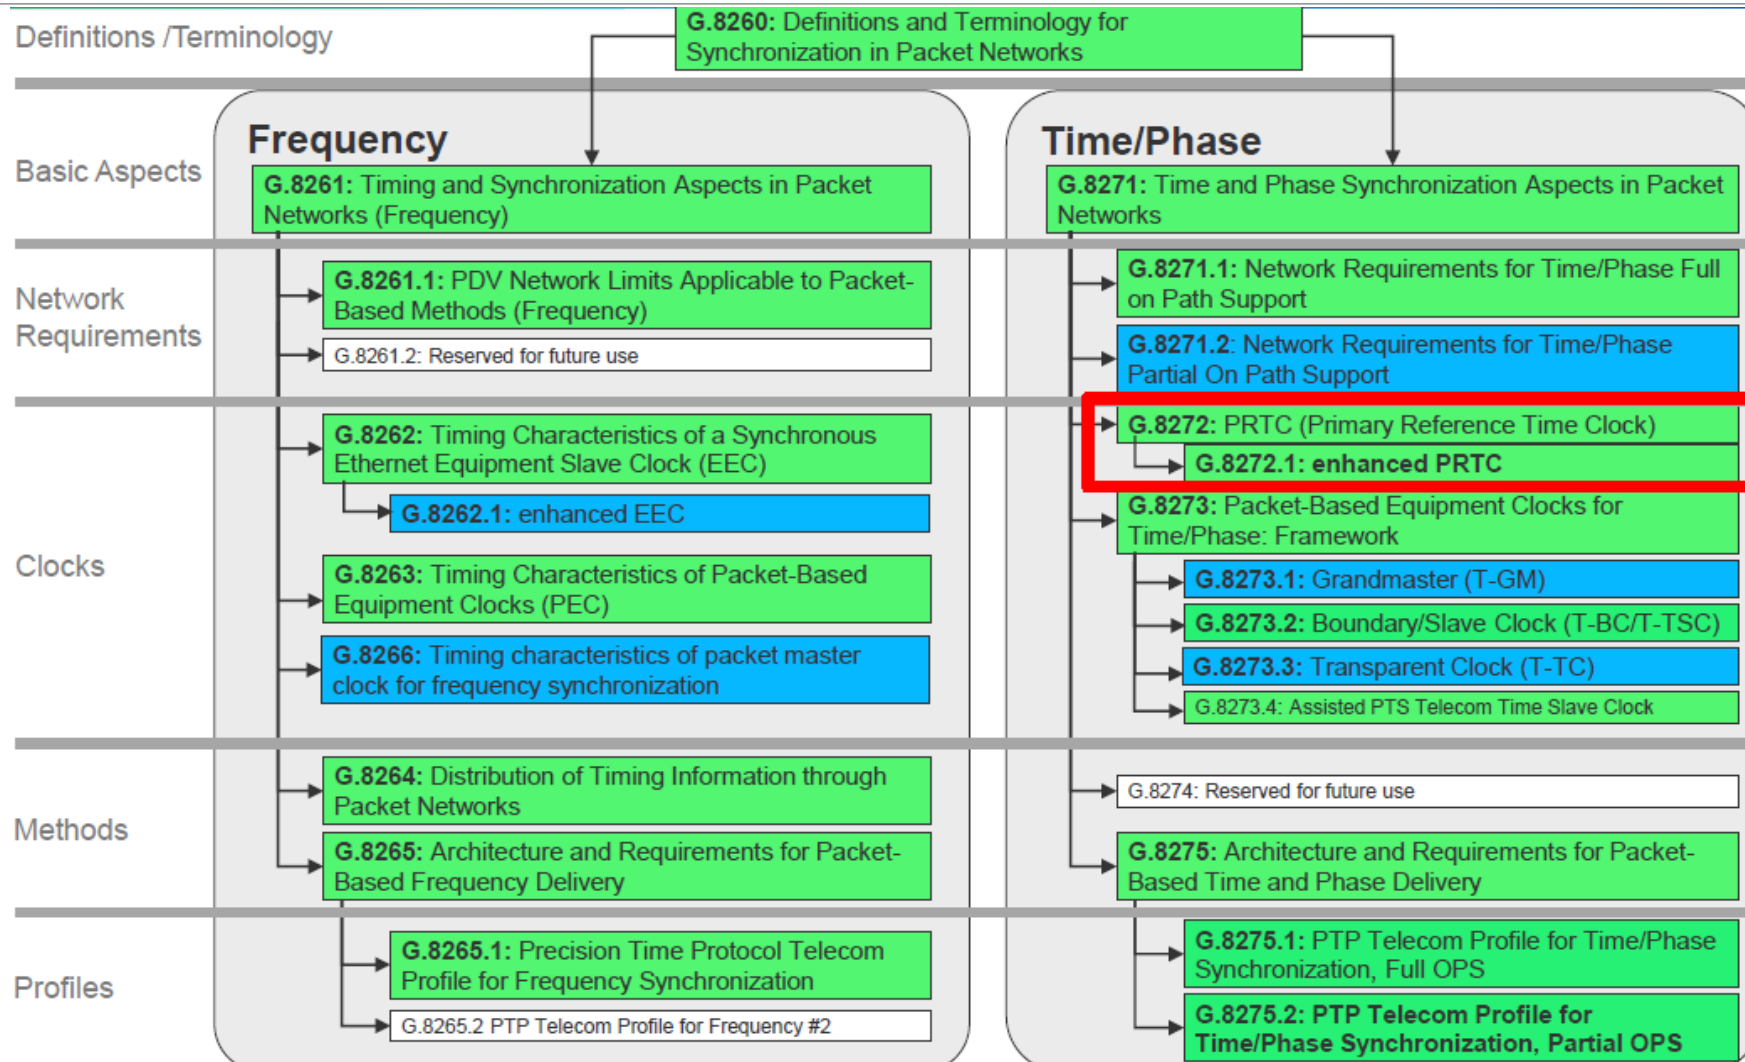 Definitions /Terminology
G.8260: Definitions and Terminology for
Synchronization in Packet Networks
Basic Aspects
Frequency
G.8261: Timing and Synchronization Aspects in Packet
Networks (Frequency)
Time/Phase
G.8271: Time and Phase Synchronization Aspects in Packet
Networks
Network
Requirements
G.8261.1: PDV Network Limits Applicable to Packet-
Based Methods (Frequency)
G.8261.2: Reserved for future use
G.8271.1: Network Requirements for Time/Phase Full
on Path Support
G.8271.2: Network Requirements for Time/Phase
Partial On Path Support
Clocks
G.8262: Timing Characteristics of a Synchronous
Ethernet Equipment Slave Clock (EEC)
G.8262.1: enhanced EEC
G.8263: Timing Characteristics of Packet-Based
Equipment Clocks (PEC)
G.8266: Timing characteristics of packet master
clock for frequency synchronization
G.8272: PRTC (Primary Reference Time Clock)
G.8272.1: enhanced PRTC
G.8273: Packet-Based Equipment Clocks for
Time/Phase: Framework
G.8273.1: Grandmaster (T-GM)
G.8273.2: Boundary/Slave Clock (T-BC/T-TSC)
G.8273.3: Transparent Clock (T-TC)
G.8273.4: Assisted PTS Telecom Time Slave Clock
Methods
G.8264: Distribution of Timing Information through
Packet Networks
G.8265: Architecture and Requirements for Packet-
Based Frequency Delivery
G.8274: Reserved for future use
G.8275: Architecture and Requirements for Packet-
Based Time and Phase Delivery
Profiles
G.8265.1: Precision Time Protocol Telecom
Profile for Frequency Synchronization
G.8265.2 PTP Telecom Profile for Frequency #2
G.8275.1: PTP Telecom Profile for Time/Phase
Synchronization, Full OPS
G.8275.2: PTP Telecom Profile for
Time/Phase Synchronization, Partial OPS